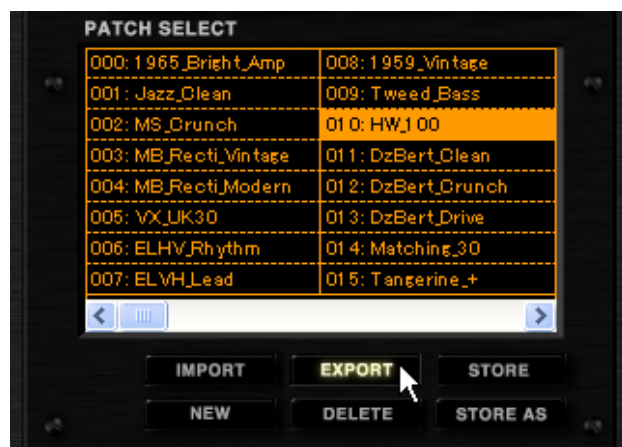 PATCH SELECT
000: 1965_Bright_Amp 008: 1959_Vintage
001: Jazz_Clean 009: Tweed_Bass
002: MS_Crunch 010: HW_100
003: MB_Recti_Vintage 011: DzBert_Clean
004: MB_Recti_Modern 012: DzBert_Crunch
005: VX_UK30 013: DzBert_Drive
006: ELHV_Rhythm 014: Matching_30
007: ELVH_Lead 015: Tangerine_+
IMPORT EXPORT STORE
NEW DELETE STORE AS